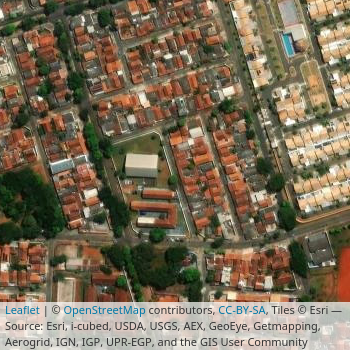 Leaflet | © OpenStreetMap contributors, CC-BY-SA, Tiles © Esri —
Source: Esri, i-cubed, USDA, USGS, AEX, GeoEye, Getmapping,
Aerogrid, IGN, IGP, UPR-EGP, and the GIS User Community